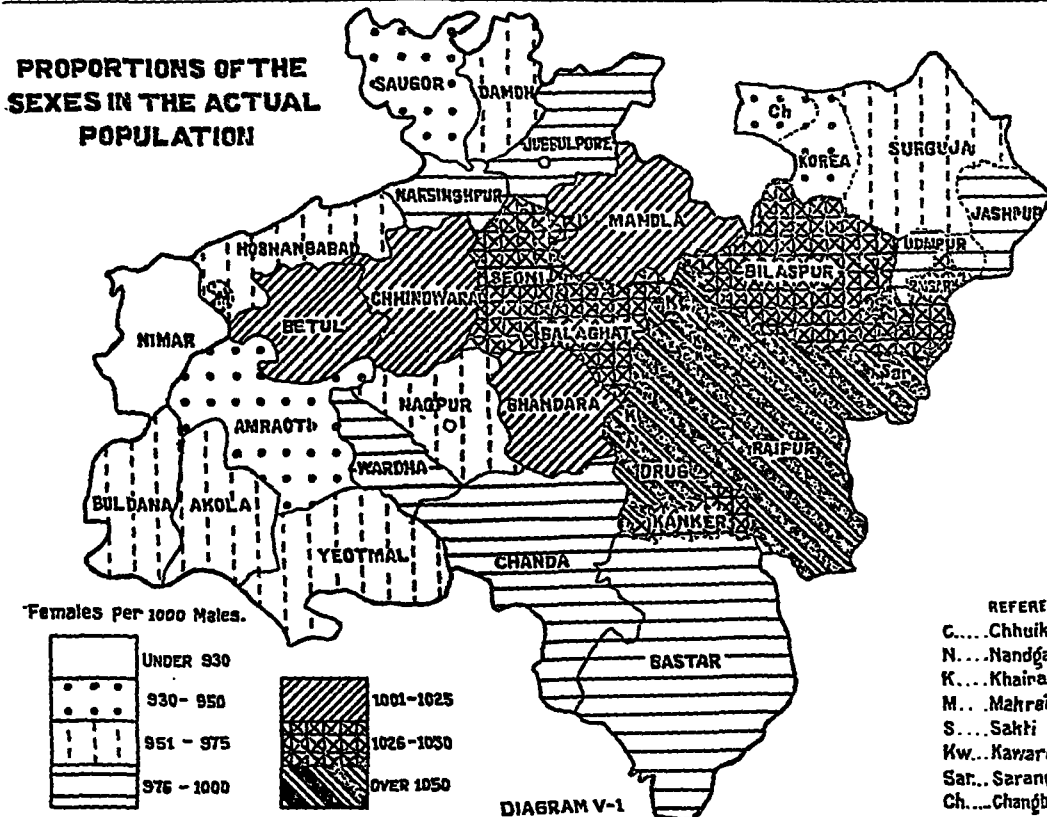 PROPORTIONS OF THE
SEXES IN THE ACTUAL
POPULATION
SAUGOR
DAMOH
JUBBULPORE
Ch
KOREA
SURGUJA
JASHPUR
UDAIPUR
NARSINGHPUR
MANDLA
HOSHANGABAD
SEONI
BILASPUR
CHHINDWARA
NIMAR
BETUL
BALAGHAT
Sar
NAGPUR
BHANDARA
AMRAOTI
RAIPUR
WARDHA
DRUG
BULDANA
AKOLA
KANKER
YEOTMAL
CHANDA
BASTAR
Females Per 1000 Males.
UNDER 930
930-950
951-975
976-1000
1001-1025
1026-1050
OVER 1050
DIAGRAM V-1
REFERE
C....Chhuik
N....Nandga
K....Khaira
M...Makrai
S....Sakti
Kw...Kawar
Sar...Sarang
Ch....Changb